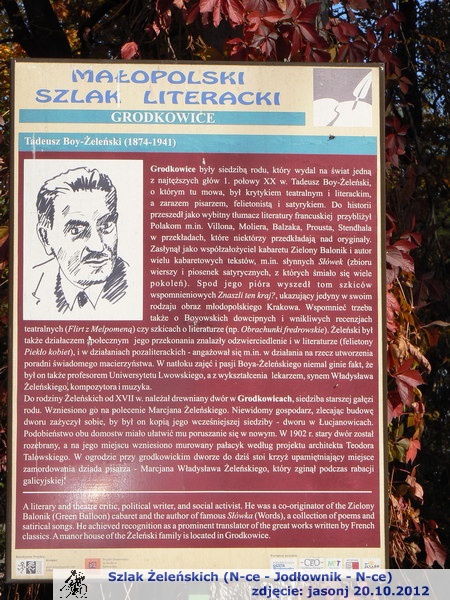 MAŁOPOLSKI
SZLAK LITERACKI
GRODKOWICE
Tadeusz Boy-Żeleński (1874-1941)
Grodkowice były siedzibą rodu, który wydał na świat jedną
z najtęższych głów 1. połowy XX w. Tadeusz Boy-Żeleński,
o którym tu mowa, był krytykiem teatralnym i literackim,
a zarazem pisarzem, felietonistą i satyrykiem. Do historii
przeszedł jako wybitny tłumacz literatury francuskiej przybliżył
Polakom m.in. Villona, Moliera, Balzaka, Prousta, Stendhala
w przekładach, które niektórzy przedkładają nad oryginały.
Zasłynął jako współzałożyciel kabaretu Zielony Balonik i autor
wielu kabaretowych tekstów, m.in. słynnych Słówek (zbioru
wierszy i piosenek satyrycznych, z których śmiało się wiele
pokoleń). Spod jego pióra wyszedł tom szkiców
wspomnieniowych Znaszli ten kraj?, ukazujący jedyny w swoim
rodzaju obraz młodopolskiego Krakowa. Wspomnieć trzeba
także o Boyowskich dowcipnych i wnikliwych recenzjach
teatralnych (Flirt z Melpomeną) czy szkicach o literaturze (np. Obrachunki fredrowskie). Żeleński był
także działaczem społecznym jego przekonania znalazły odzwierciedlenie i w literaturze (felietony
Piekło kobiet), i w działaniach pozaliterackich - angażował się m.in. w działania na rzecz utworzenia
poradni świadomego macierzyństwa. W natłoku zajęć i pasji Boya-Żeleńskiego niemal ginie fakt, że
był on także profesorem Uniwersytetu Lwowskiego, a z wykształcenia lekarzem, synem Władysława
Żeleńskiego, kompozytora i muzyka.
Do rodziny Żeleńskich od XVII w. należał drewniany dwór w Grodkowicach, siedziba starszej gałęzi
rodu. Wzniesiono go na polecenie Marcjana Żeleńskiego. Niewidomy gospodarz, zlecając budowę
dworu zażyczył sobie, by był on kopią jego wcześniejszej siedziby - dworu w Łucjanowicach.
Podobieństwo obu domostw miało ułatwić mu poruszanie się w nowym. W 1902 r. stary dwór został
rozebrany, a na jego miejscu wzniesiono murowany pałacyk według projektu architekta Teodora
Talowskiego. W ogrodzie przy grodkowickim dworze do dziś stoi krzyż upamiętniający miejsce
zamordowania dziada pisarza - Marcjana Władysława Żeleńskiego, który zginął podczas rabacji
galicyjskiej.
A literary and theatre critic, political writer, and social activist. He was a co-originator of the Zielony
Balonik (Green Balloon) cabaret and the author of famous Słówka (Words), a collection of poems and
satirical songs. He achieved recognition as a prominent translator of the great works written by French
classics. A manor house of the Żeleński family is located in Grodkowice.
Szlak Żeleńskich (N-ce - Jodłownik - N-ce)
zdjęcie: jasonj 20.10.2012